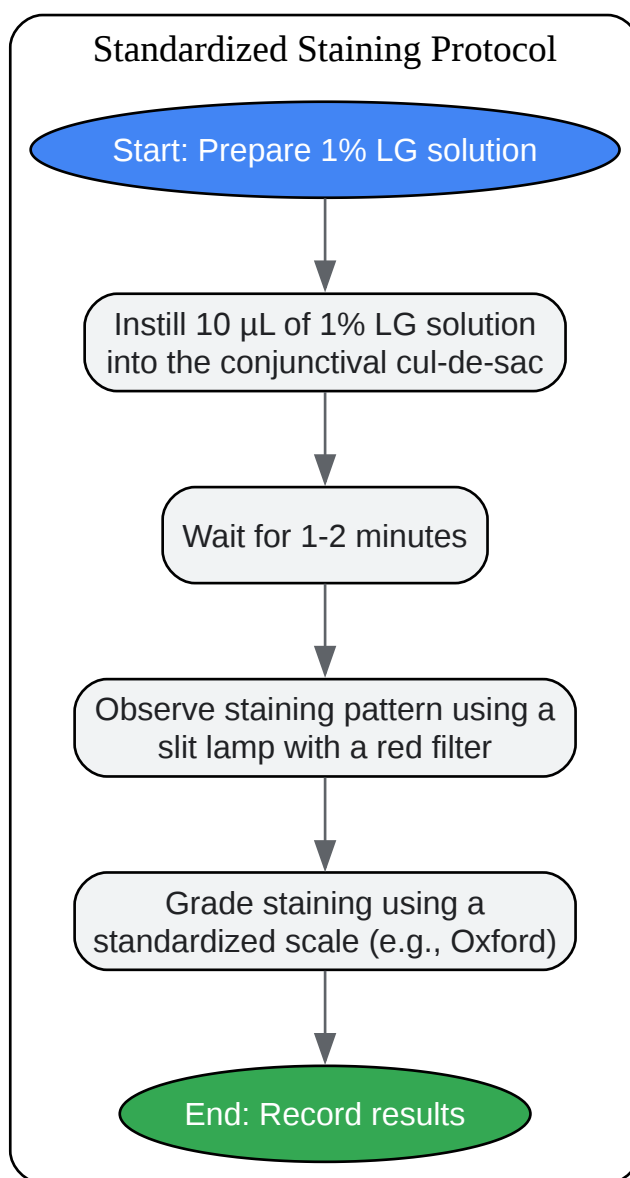 Standardized Staining Protocol
Start: Prepare 1% LG solution
Instill 10 µL of 1% LG solution
into the conjunctival cul-de-sac
Wait for 1-2 minutes
Observe staining pattern using a
slit lamp with a red filter
Grade staining using a
standardized scale (e.g., Oxford)
End: Record results